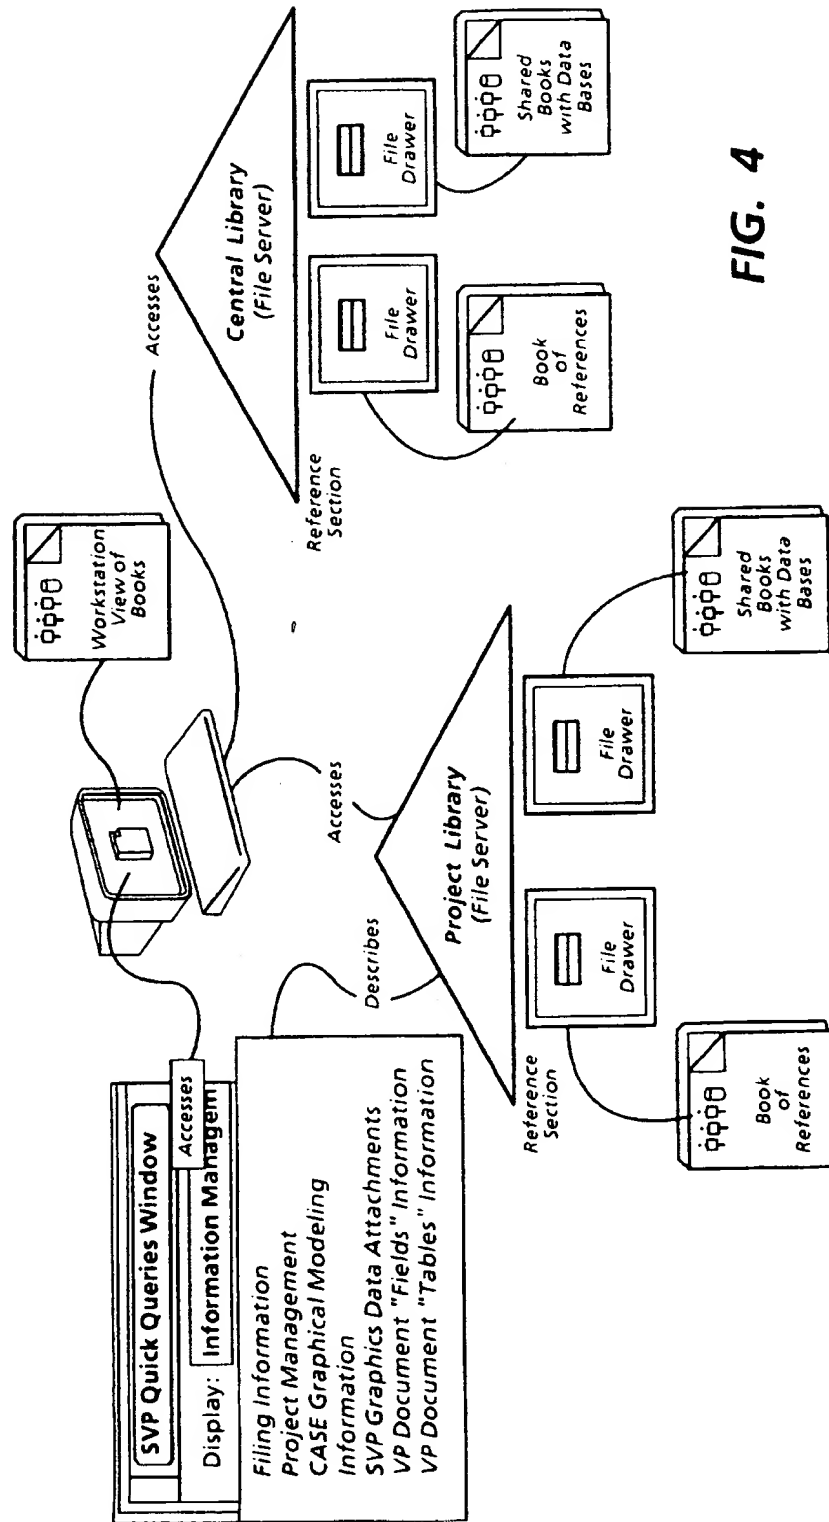 SVP Quick Queries Window
Display: Information Managem
Accesses
Filing Information
Project Management
CASE Graphical Modeling
Information
SVP Graphics Data Attachments
VP Document "Fields" Information
VP Document "Tables" Information
Describes
Workstation
View of
Books
Accesses
Accesses
Project Library
(File Server)
Reference
Section
File
Drawer
File
Drawer
Book
of
References
Shared
Books
with Data
Bases
Central Library
(File Server)
Reference
Section
File
Drawer
File
Drawer
Book
of
References
Shared
Books
with Data
Bases
FIG. 4